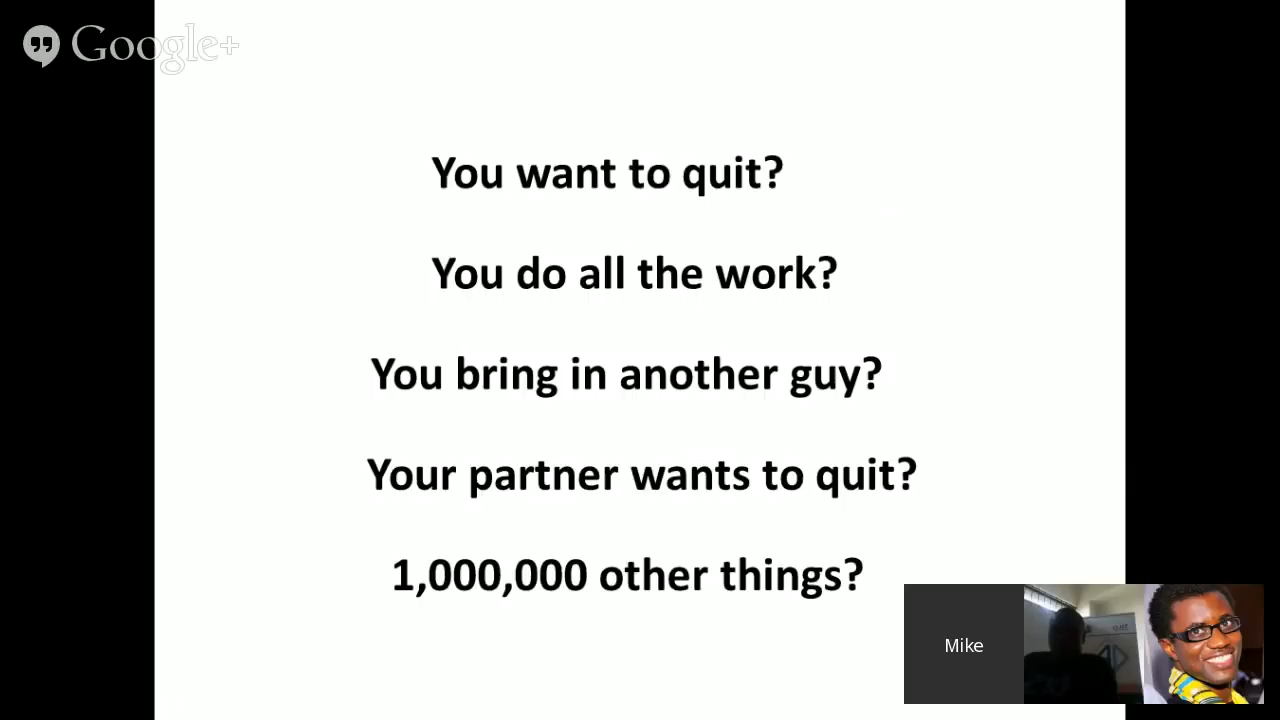 Google+
You want to quit?
You do all the work?
You bring in another guy?
Your partner wants to quit?
1,000,000 other things?
Mike